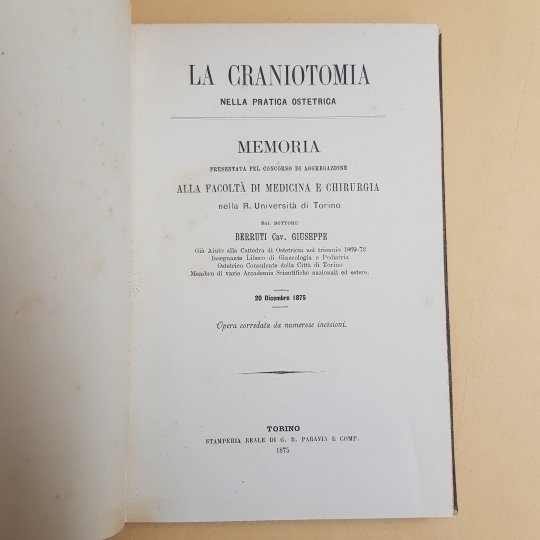 LA CRANIOTOMIA
NELLA PRATICA OSTETRICA
MEMORIA
PRESENTATA PEL CONCORSO DI AGGREGAZIONE
ALLA FACOLTÀ DI MEDICINA E CHIRURGIA
nella R. Università di Torino
DAL DOTTORE
BERRUTI Cav. GIUSEPPE
Già Aiuto alla Cattedra di Ostetricia nel triennio 1869-72
Insegnante Libero di Ginecologia e Pediatria
Ostetrico Consulente della Città di Torino
Membro di varie Accademie Scientifiche nazionali ed estere.
20 Dicembre 1875
Opera corredata da numerose incisioni.
TORINO
STAMPERIA REALE DI G. B. PARAVIA E COMP.
1875